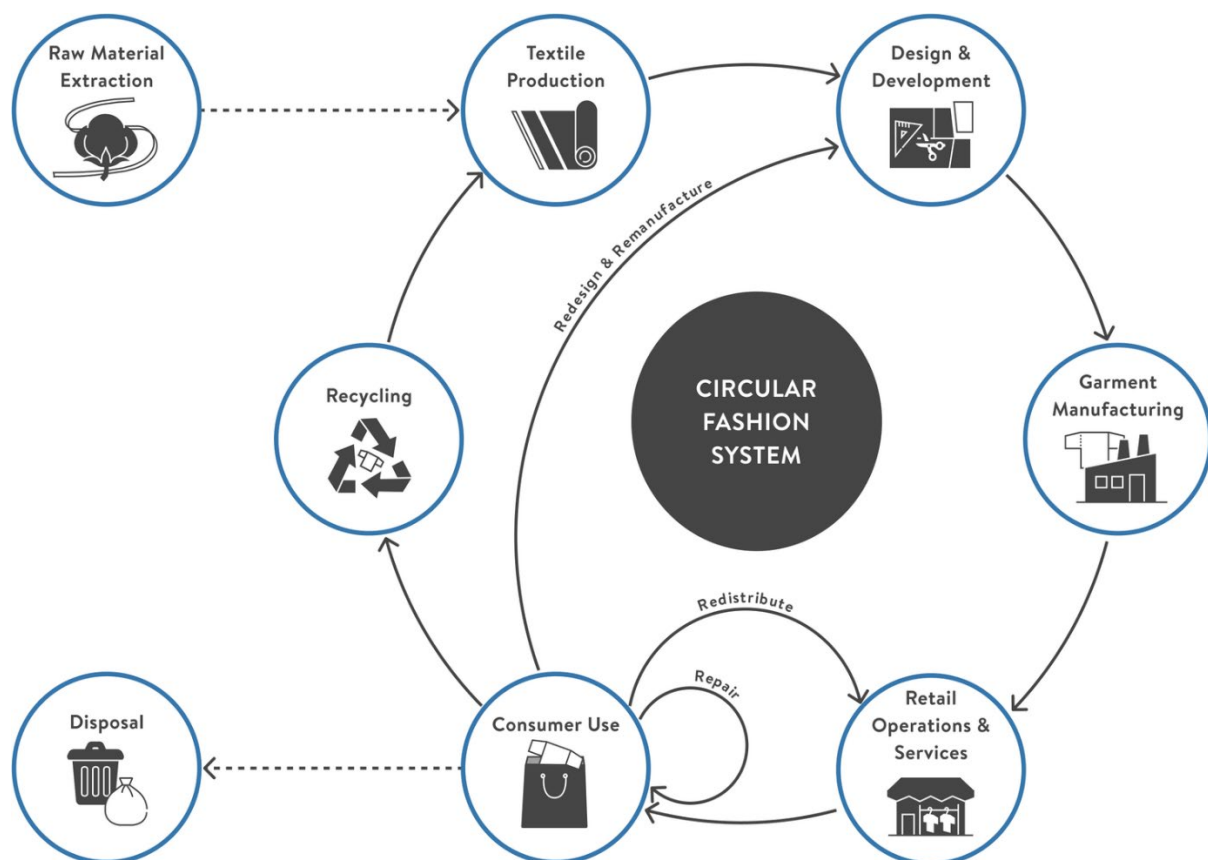 Raw Material
Extraction
Textile
Production
Design &
Development
Redesign & Remanufacture
Recycling
CIRCULAR
FASHION
SYSTEM
Garment
Manufacturing
Redistribute
Repair
Disposal
Consumer Use
Retail
Operations &
Services